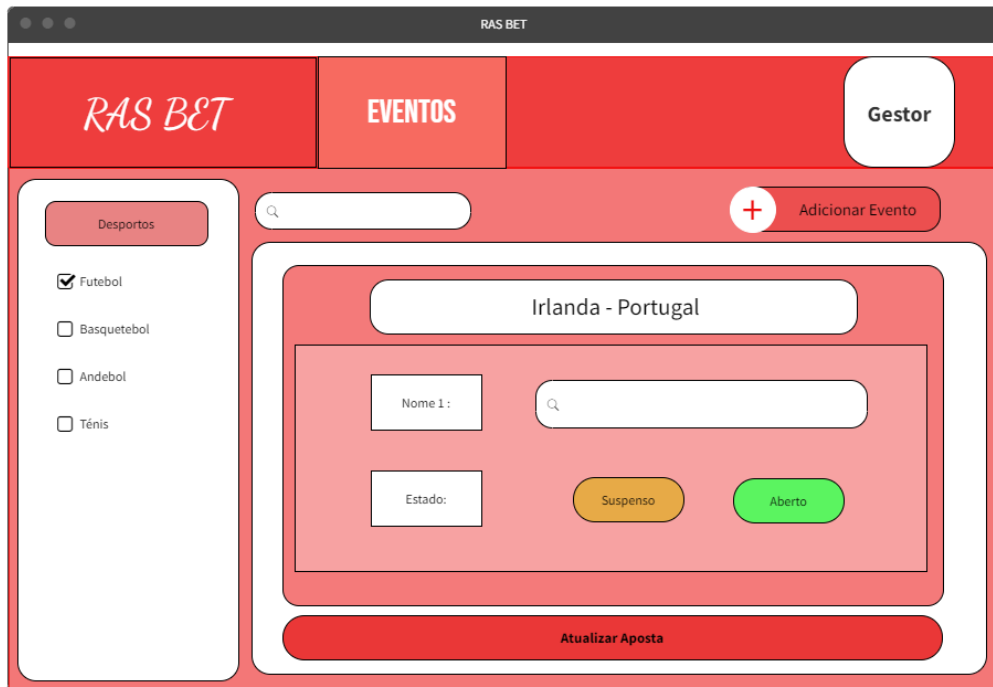 RAS BET
RAS BET
EVENTOS
Gestor
Desportos
Futebol
Basquetebol
Andebol
Ténis
Adicionar Evento
Irlanda - Portugal
Nome 1 :
Estado:
Suspenso
Aberto
Atualizar Aposta